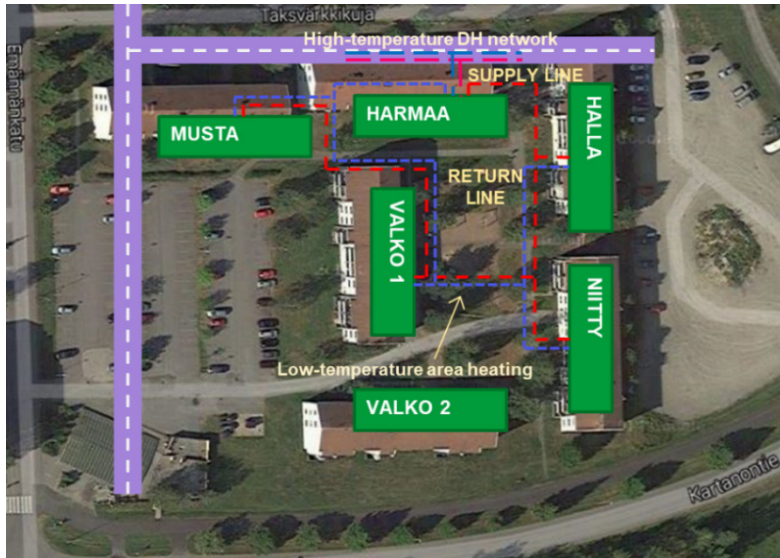 Taksvärkkikuja
High-temperature DH network
SUPPLY LINE
Emännänkatu
HARMAA
MUSTA
HALLA
RETURN
LINE
VALKO 1
NIITTY
Low-temperature area heating
VALKO 2
Kartanontie